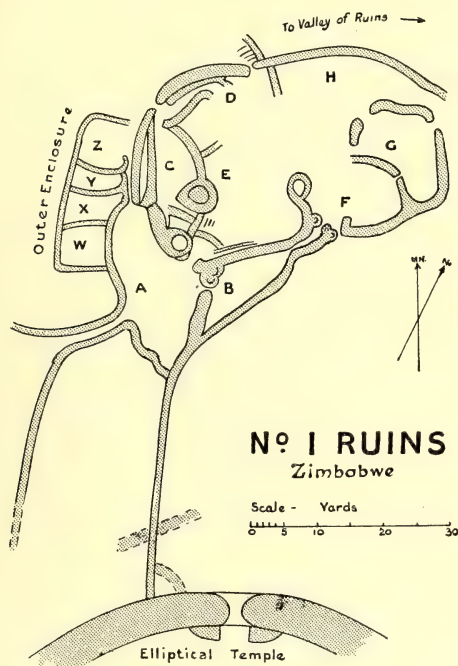 To Valley of Ruins
H
D
Outer Enclosure
Z
Y
X
W
C
E
G
F
A
B
M.N.
No. 1 RUINS
Zimbabwe
Scale - Yards
0 5 10 20 30
Elliptical Temple